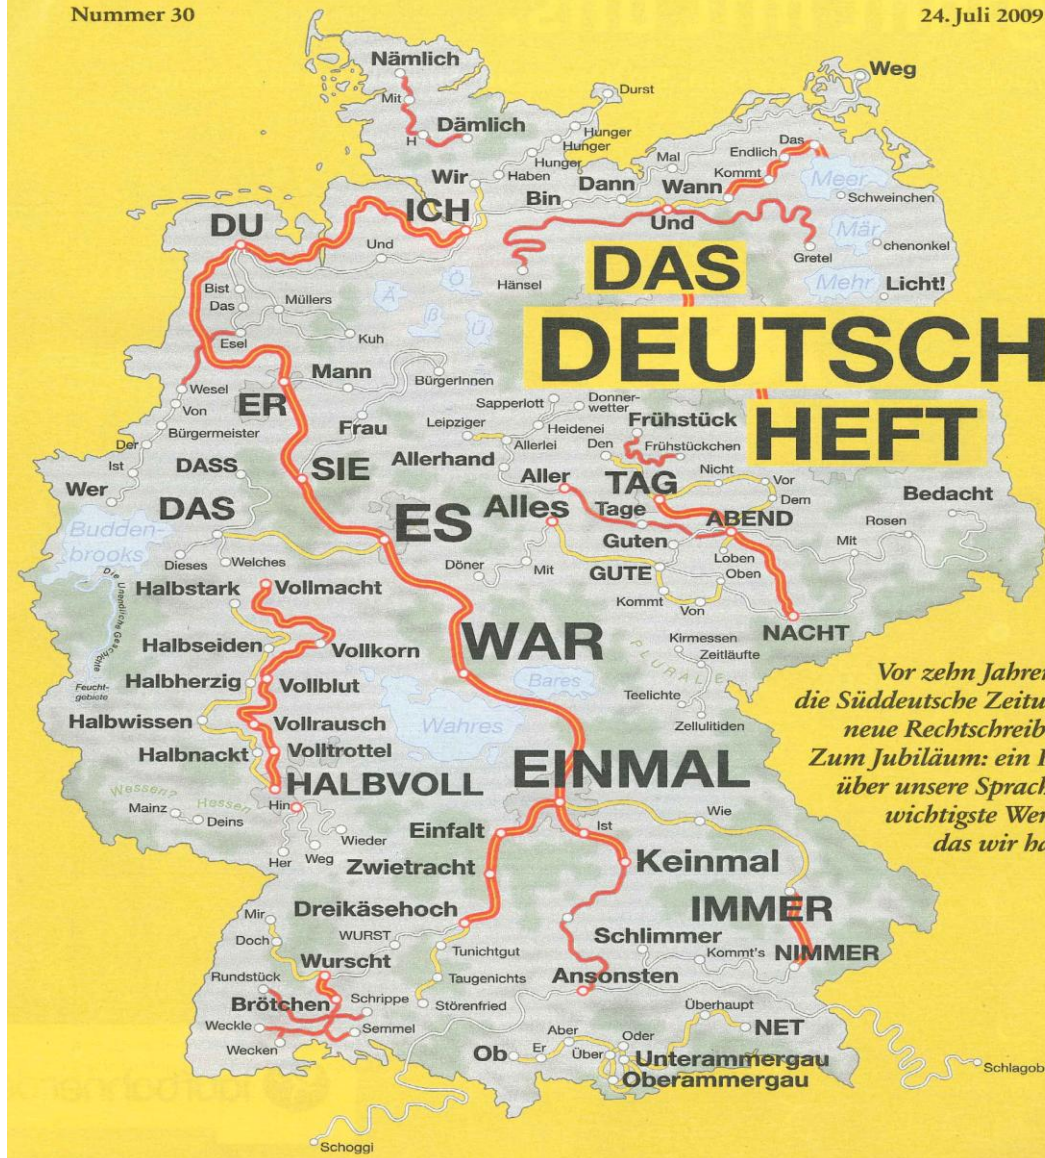 Nummer 30
24. Juli 2009
Nämlich
Mit
H
Dämlich
Durst
Hunger
Hunger
Hunger
Haben
Wir
ICH
Weg
Das
Endlich
Kommt
Mal
Wann
Dann
Bin
Und
Meer
Schweinchen
Mär
chenonkel
Mehr
Licht!
Gretel
Hänsel
DU
Und
Bist
Das
Esel
Müllers
Kuh
Ä
Ö
ß
Ü
DAS
DEUTSCH
HEFT
Wesel
Von
Bürgermeister
Der
Ist
Wer
ER
Mann
BürgerInnen
Frau
SIE
DASS
DAS
Dieses
Welches
ES
Sapperlott
Donner-
wetter
Leipziger
Heidenei
Allerlei
Allerhand
Aller
Alles
Frühstück
Frühstückchen
Den
TAG
Tage
Nicht
Vor
Dem
ABEND
Guten
Loben
Oben
GUTE
Döner
Mit
Kommt
Von
Bedacht
Rosen
Mit
NACHT
Budden-
brooks
Die Unendliche Geschichte
Feucht-
gebiete
Halbstark
Vollmacht
Halbseiden
Vollkorn
Halbherzig
Vollblut
Halbwissen
Vollrausch
Halbnackt
Volltrottel
HALBVOLL
WAR
Bares
Wahres
Kirmessen
Zeitläufte
PLURALE
Teelichte
Zellulitiden
Vor zehn Jahren
die Süddeutsche Zeitu
neue Rechtschreib
Zum Jubiläum: ein H
über unsere Sprach
wichtigste Wer
das wir ha
EINMAL
Wessen?
Hessen
Mainz
Deins
Hin
Her
Weg
Wieder
Einfalt
Zwietracht
Dreikäsehoch
Ist
Keinmal
Wie
IMMER
NIMMER
Schlimmer
Kommt's
Ansonsten
Mir
Doch
WURST
Wurscht
Tunichtgut
Taugenichts
Störenfried
Rundstück
Brötchen
Schrippe
Weckle
Semmel
Wecken
Ob
Er
Aber
Über
Oder
Unterammergau
Oberammergau
Überhaupt
NET
Schlagob
Schoggi